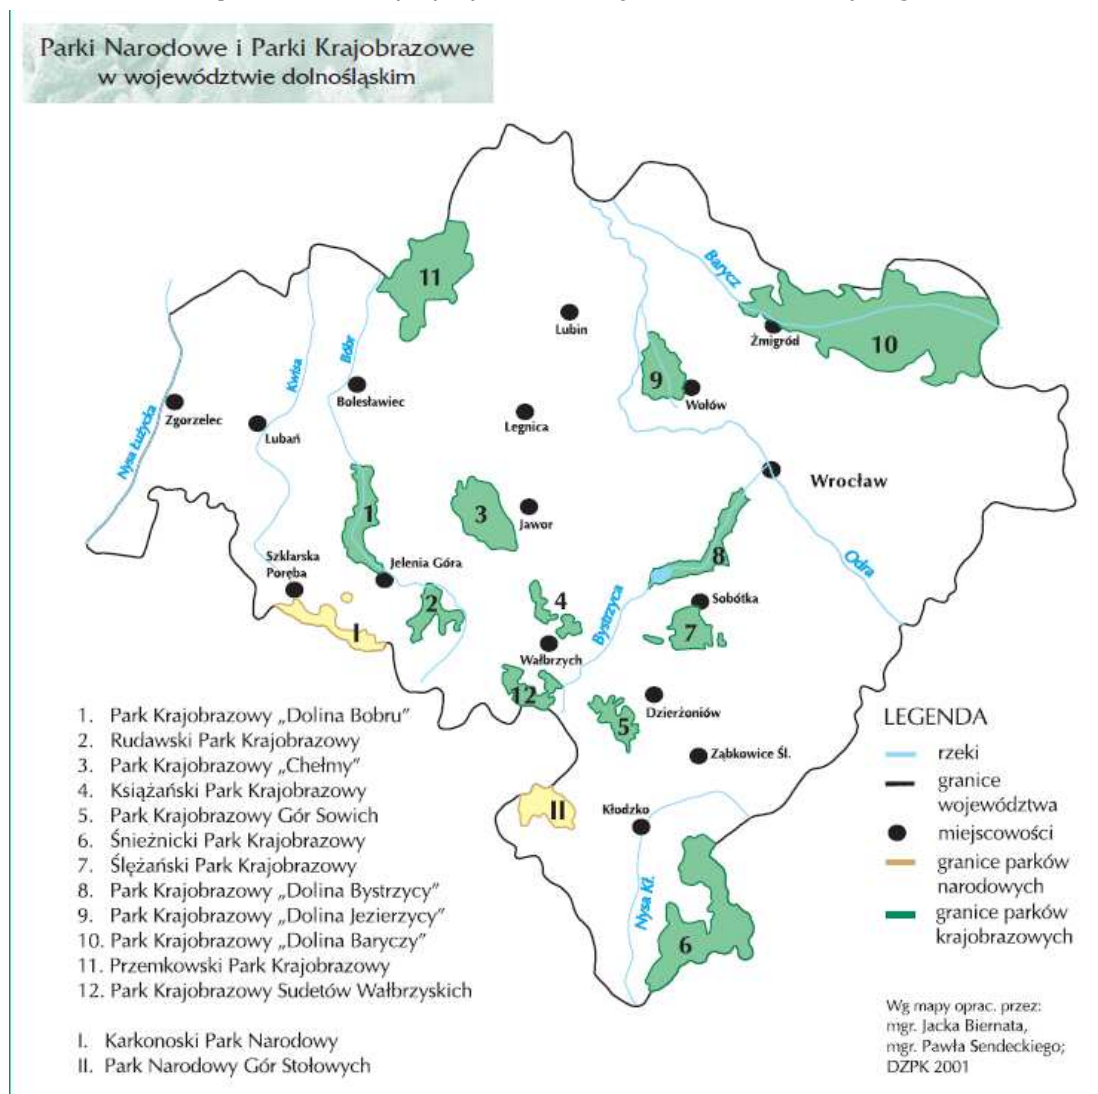 Parki Narodowe i Parki Krajobrazowe
w województwie dolnośląskim
11
Barycz
Lubin
Żmigród
10
Kwisa
Bóbr
9
Bolesławiec
Wołów
Zgorzelec
Legnica
Lubań
Nysa Łużycka
Wrocław
1
3
Jawor
8
Szklarska
Poręba
Jelenia Góra
Odra
2
4
Bystrzyca
Sobótka
I
7
Wałbrzych
12
Dzierżoniów
5
Ząbkowice Śl.
II
Kłodzko
Nysa Kł.
6
1. Park Krajobrazowy „Dolina Bobru”
2. Rudawski Park Krajobrazowy
3. Park Krajobrazowy „Chełmy”
4. Książański Park Krajobrazowy
5. Park Krajobrazowy Gór Sowich
6. Śnieżnicki Park Krajobrazowy
7. Ślężański Park Krajobrazowy
8. Park Krajobrazowy „Dolina Bystrzycy”
9. Park Krajobrazowy „Dolina Jezierzycy”
10. Park Krajobrazowy „Dolina Baryczy”
11. Przemkowski Park Krajobrazowy
12. Park Krajobrazowy Sudetów Wałbrzyskich
I. Karkonoski Park Narodowy
II. Park Narodowy Gór Stołowych
LEGENDA
rzeki
granice
województwa
miejscowości
granice parków
narodowych
granice parków
krajobrazowych
Wg mapy oprac. przez:
mgr. Jacka Biernata,
mgr. Pawła Sendeckiego;
DZPK 2001